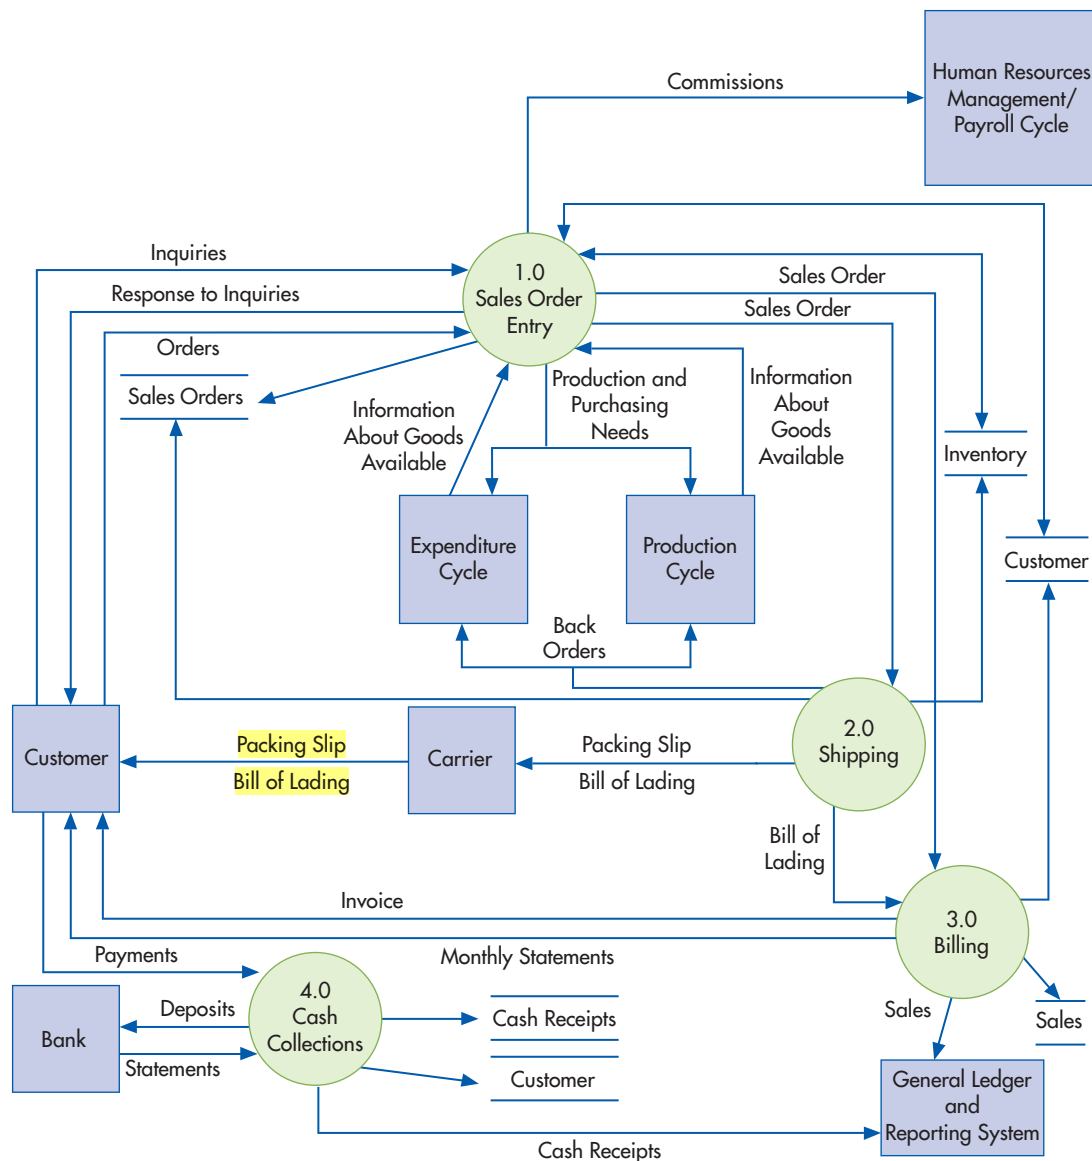 Commissions
Human Resources
Management/
Payroll Cycle
Inquiries
1.0
Sales Order
Entry
Sales Order
Response to Inquiries
Sales Order
Orders
Sales Orders
Information
About Goods
Available
Production and
Purchasing
Needs
Information
About
Goods
Available
Inventory
Expenditure
Cycle
Production
Cycle
Customer
Back
Orders
Customer
Packing Slip
Bill of Lading
Carrier
Packing Slip
Bill of Lading
2.0
Shipping
Bill of
Lading
Invoice
3.0
Billing
Monthly Statements
Payments
4.0
Cash
Collections
Deposits
Bank
Statements
Cash Receipts
Customer
Sales
Sales
General Ledger
and
Reporting System
Cash Receipts